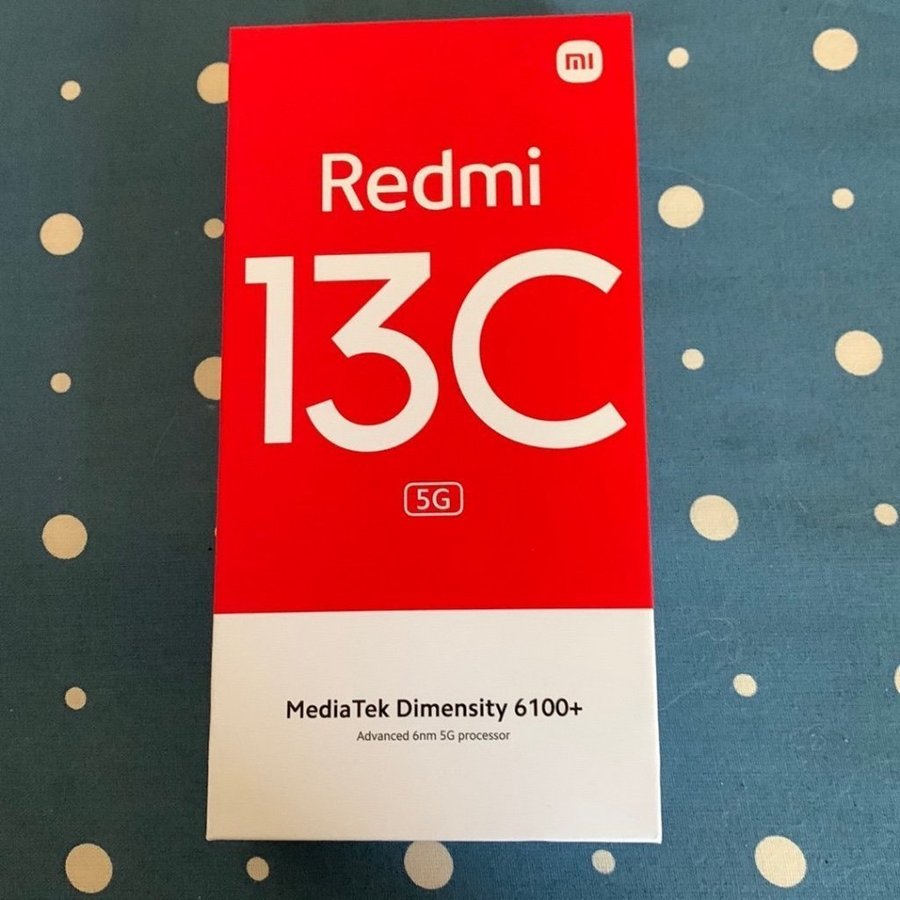 mi
Redmi
13C
5G
MediaTek Dimensity 6100+
Advanced 6nm 5G processor